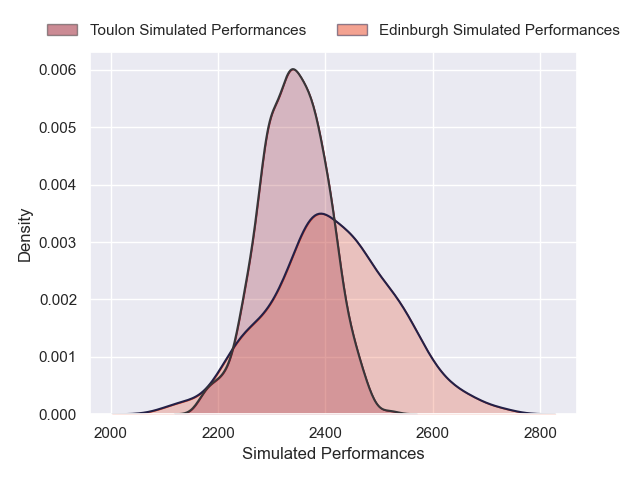 Toulon Simulated Performances Edinburgh Simulated Performances
0.006
0.005
0.004
0.003
0.002
0.001
0.000
Density
2000 2200 2400 2600 2800
Simulated Performances